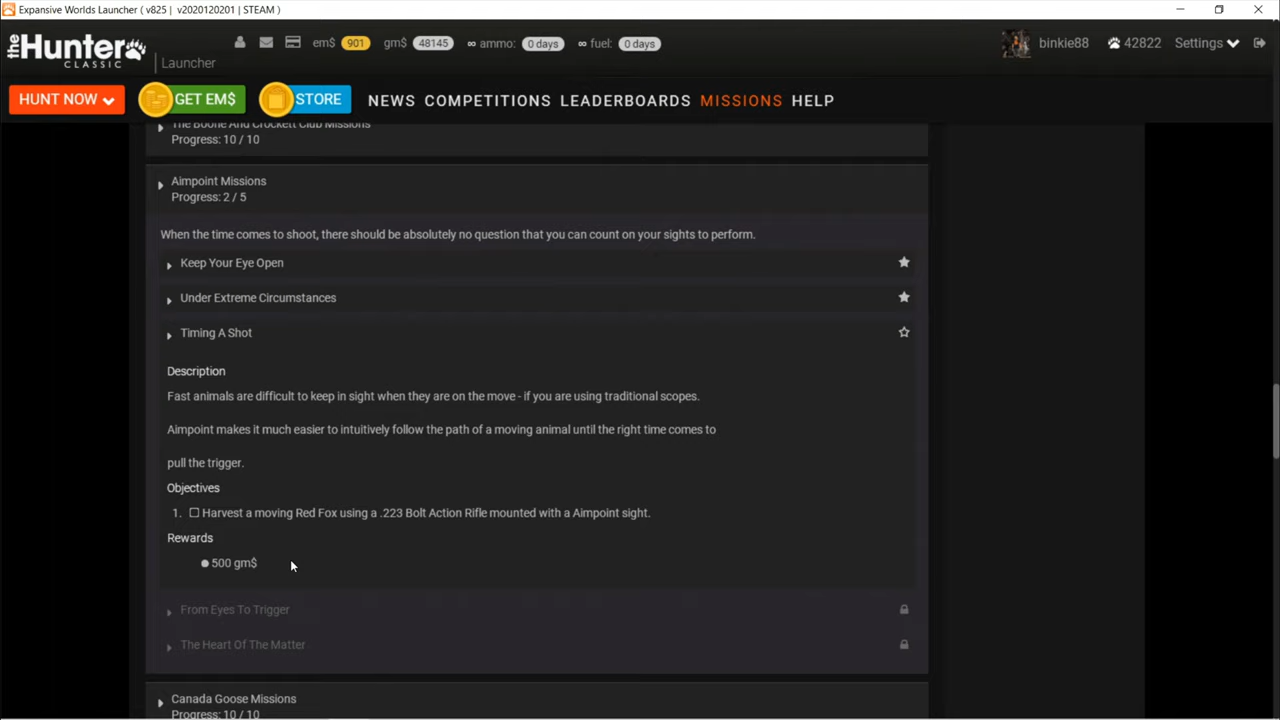 Expansive Worlds Launcher ( v825 | v2020120201 | STEAM )
theHunter CLASSIC Launcher em$ 901 gm$ 48145 ∞ ammo: 0 days ∞ fuel: 0 days binkie88 42822 Settings
HUNT NOW GET EM$ STORE NEWS COMPETITIONS LEADERBOARDS MISSIONS HELP
The Boone And Crockett Club Missions
Progress: 10 / 10
Aimpoint Missions
Progress: 2 / 5
When the time comes to shoot, there should be absolutely no question that you can count on your sights to perform.
Keep Your Eye Open
Under Extreme Circumstances
Timing A Shot
Description
Fast animals are difficult to keep in sight when they are on the move - if you are using traditional scopes.
Aimpoint makes it much easier to intuitively follow the path of a moving animal until the right time comes to
pull the trigger.
Objectives
1. Harvest a moving Red Fox using a .223 Bolt Action Rifle mounted with a Aimpoint sight.
Rewards
500 gm$
From Eyes To Trigger
The Heart Of The Matter
Canada Goose Missions
Progress: 10 / 10